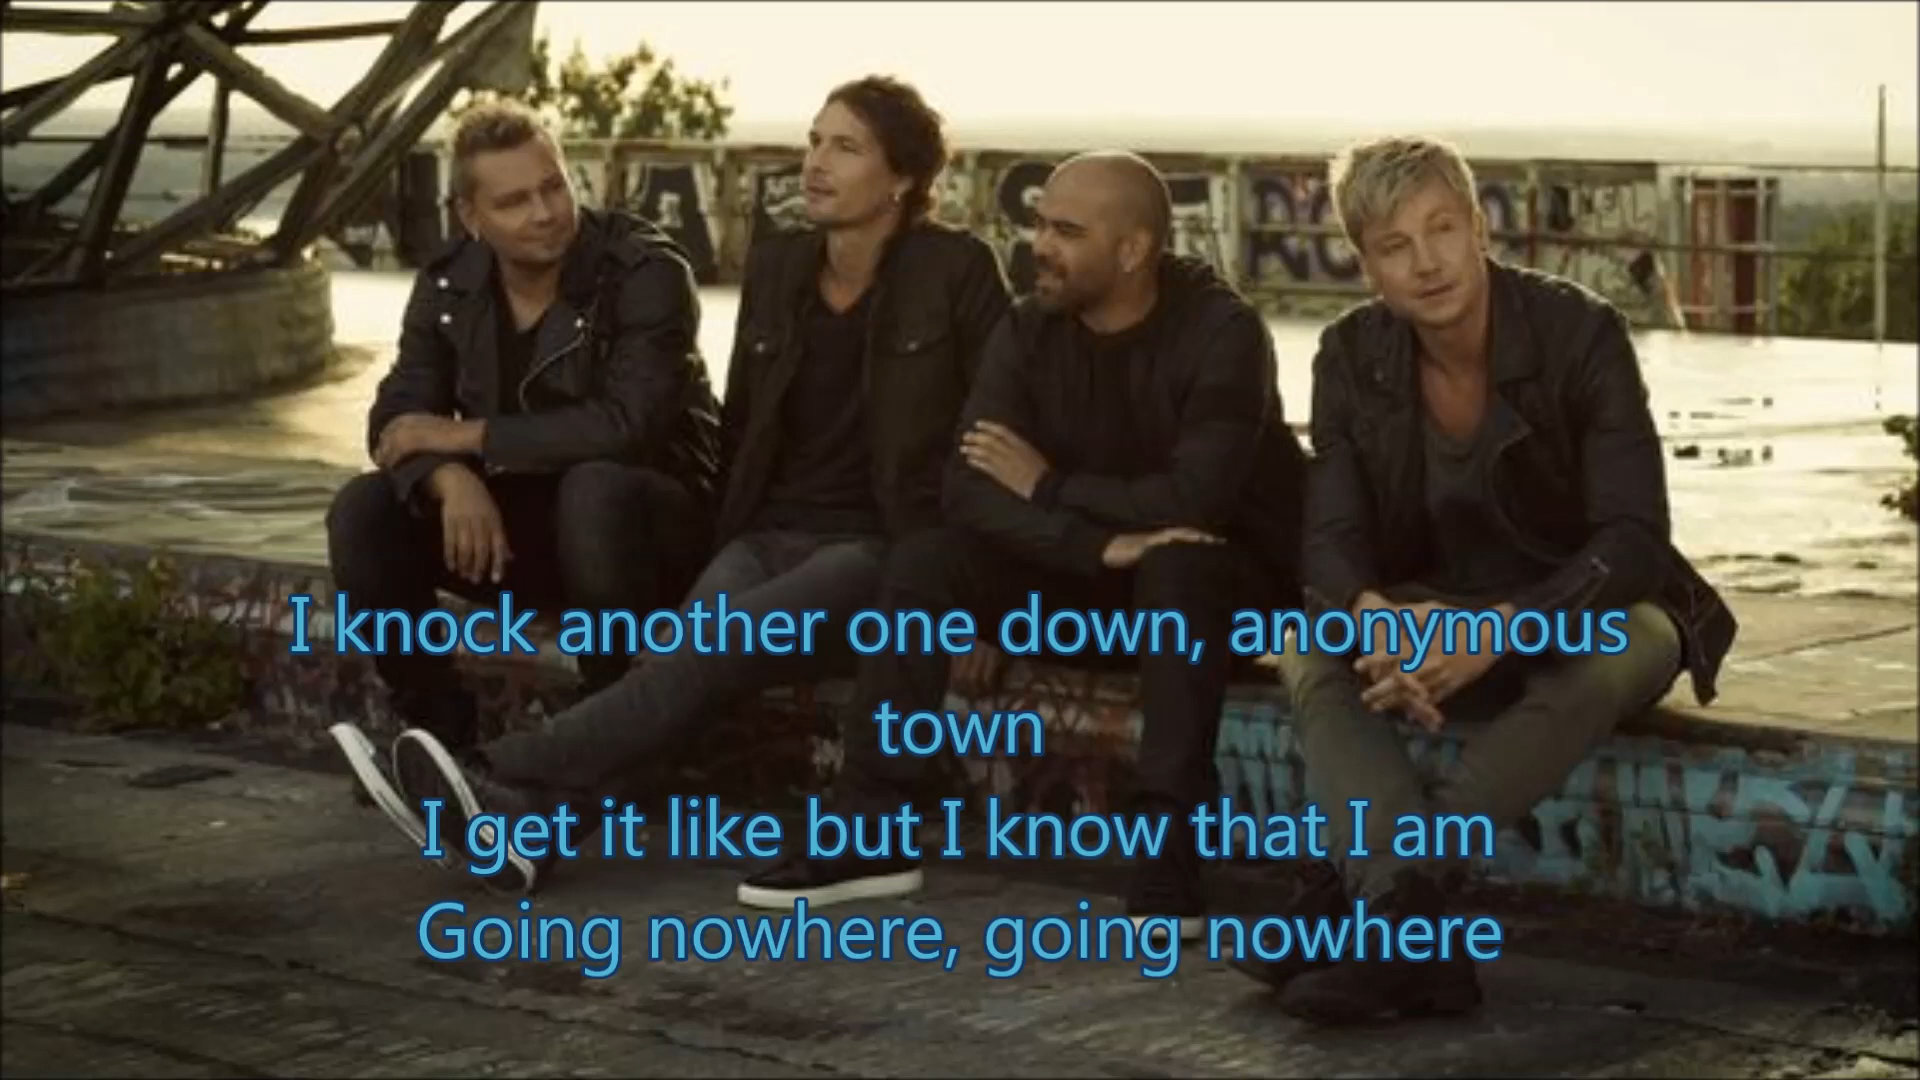 I knock another one down, anonymous
town
I get it like but I know that I am
Going nowhere, going nowhere